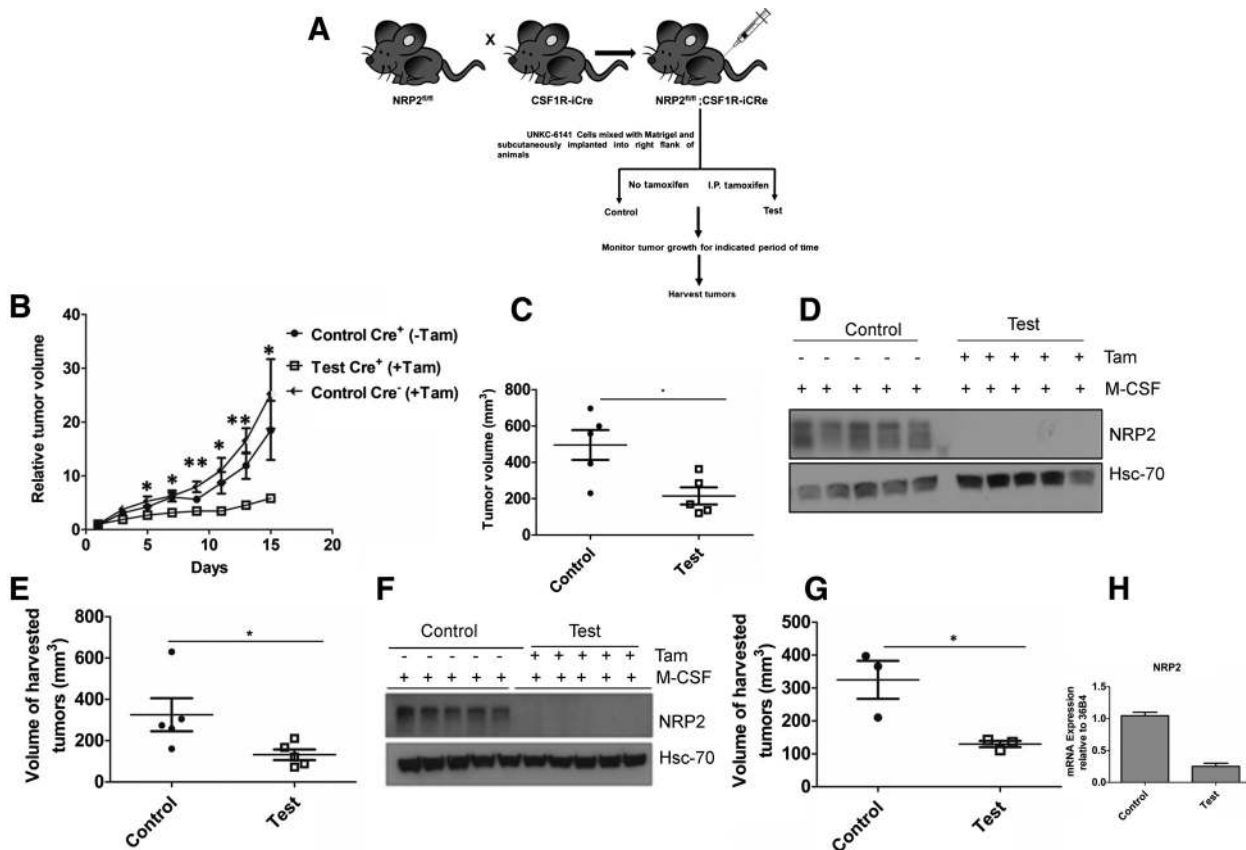 A
X
NRP2fl/fl
CSF1R-iCre
NRP2fl/fl ;CSF1R-iCRe
UNKC-6141 Cells mixed with Matrigel and
subcutaneously implanted into right flank of
animals
No tamoxifen
I.P. tamoxifen
Control
Test
Monitor tumor growth for indicated period of time
Harvest tumors
B
Relative tumor volume
40
30
20
10
0
0
5
10
15
20
Days
*
*
**
*
**
*
Control Cre+ (-Tam)
Test Cre+ (+Tam)
Control Cre- (+Tam)
C
Tumor volume (mm3)
800
600
400
200
0
Control
Test
D
Control
Test
- - - - - + + + + + Tam
+ + + + + + + + + + M-CSF
NRP2
Hsc-70
E
Volume of harvested
tumors (mm3)
800
600
400
200
0
*
Control
Test
F
Control
Test
- - - - - + + + + + Tam
+ + + + + + + + + + M-CSF
NRP2
Hsc-70
G
Volume of harvested
tumors (mm3)
400
300
200
100
0
*
Control
Test
H
NRP2
mRNA Expression
relative to 36B4
1.5
1.0
0.5
0.0
Control
Test